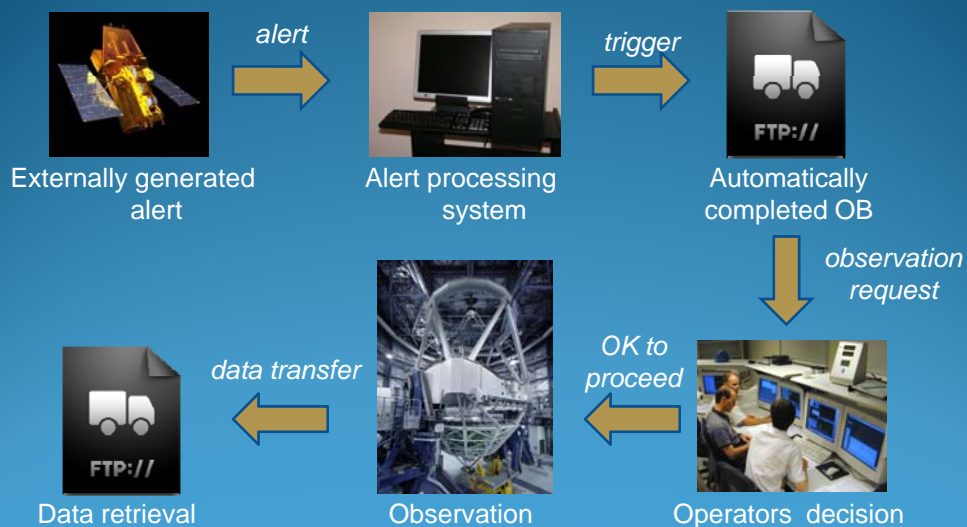 alert
trigger
FTP://
Externally generated
alert
Alert processing
system
Automatically
completed OB
observation
request
OK to
proceed
data transfer
FTP://
Data retrieval
Observation
Operators decision